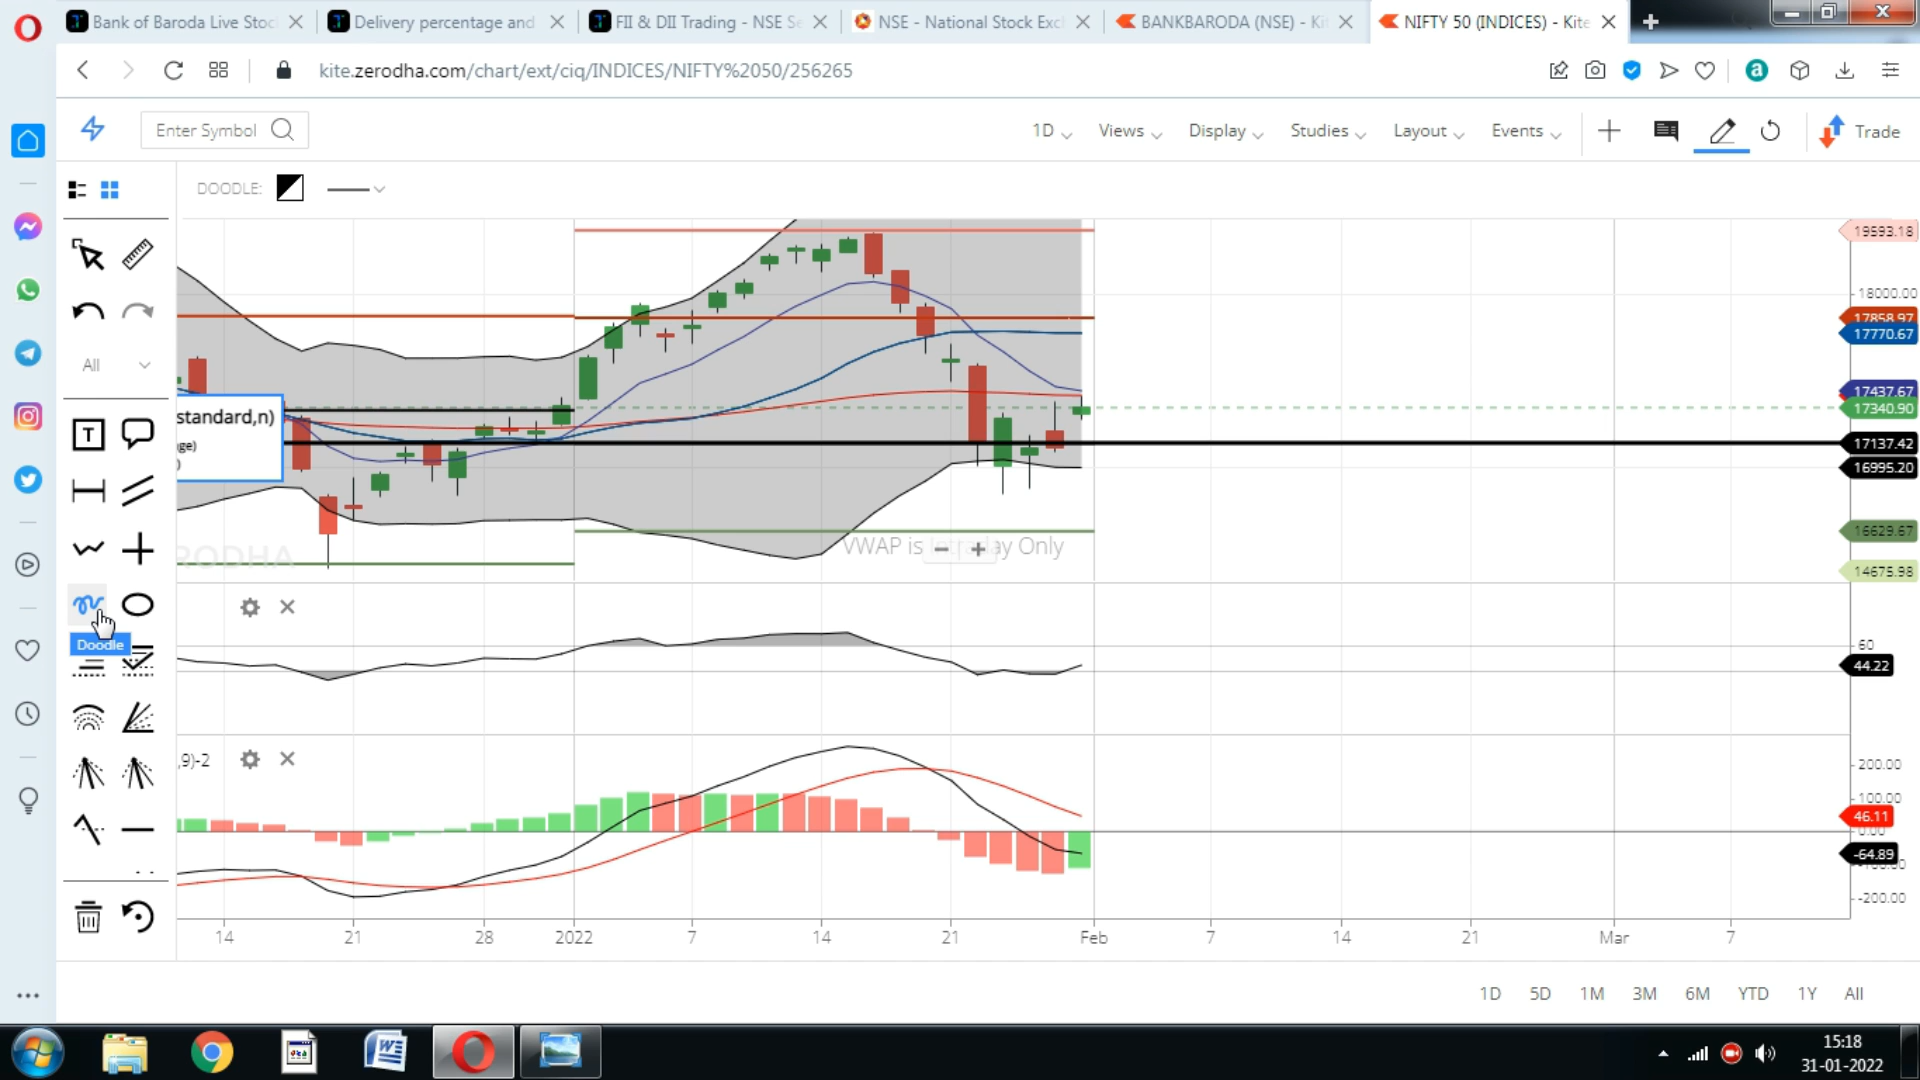 Bank of Baroda Live Stoc
Delivery percentage and
FII & DII Trading - NSE Se
NSE - National Stock Exc
BANKBARODA (NSE) - Ki
NIFTY 50 (INDICES) - Kite
kite.zerodha.com/chart/ext/ciq/INDICES/NIFTY%2050/256265
Enter Symbol
1D
Views
Display
Studies
Layout
Events
Trade
DOODLE:
All
T
Doodle
standard,n)
ge)
)
RODHA
VWAP is Intraday Only
19593.18
18000.00
17858.97
17770.67
17437.67
17340.90
17137.42
16995.20
16629.67
14675.98
60
44.22
,9)-2
200.00
100.00
46.11
0.00
-64.89
-200.00
14
21
28
2022
7
14
21
Feb
7
14
21
Mar
7
1D
5D
1M
3M
6M
YTD
1Y
All
15:18
31-01-2022